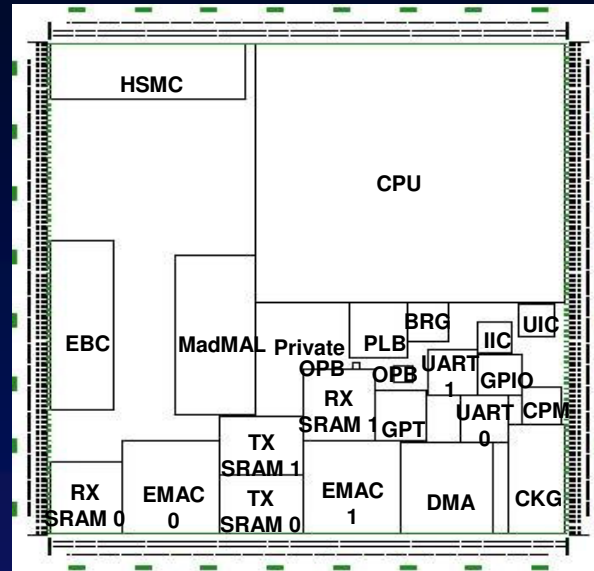 HSMC
CPU
EBC
MadMAL
Private
OPB
PLB
BRG
IIC
UIC
OPB
UART
1
GPIO
RX
SRAM 1
GPT
UART
0
CPM
TX
SRAM 1
RX
SRAM 0
EMAC
0
TX
SRAM 0
EMAC
1
DMA
CKG